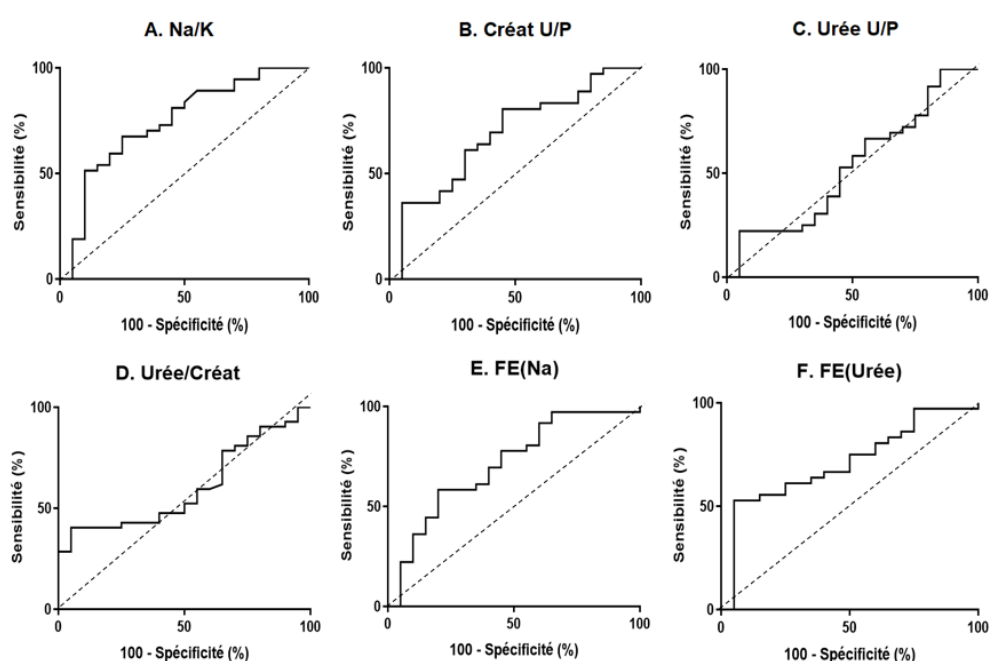 A. Na/K
B. Créat U/P
C. Urée U/P
Sensibilité (%)
100
50
0
0
50
100
100 - Spécificité (%)
Sensibilité (%)
100
50
0
0
50
100
100 - Spécificité (%)
Sensibilité (%)
100
50
0
0
50
100
100 - Spécificité (%)
D. Urée/Créat
E. FE(Na)
F. FE(Urée)
Sensibilité (%)
100
50
0
0
50
100
100 - Spécificité (%)
Sensibilité (%)
100
50
0
0
50
100
100 - Spécificité (%)
Sensibilité (%)
100
50
0
0
50
100
100 - Spécificité (%)